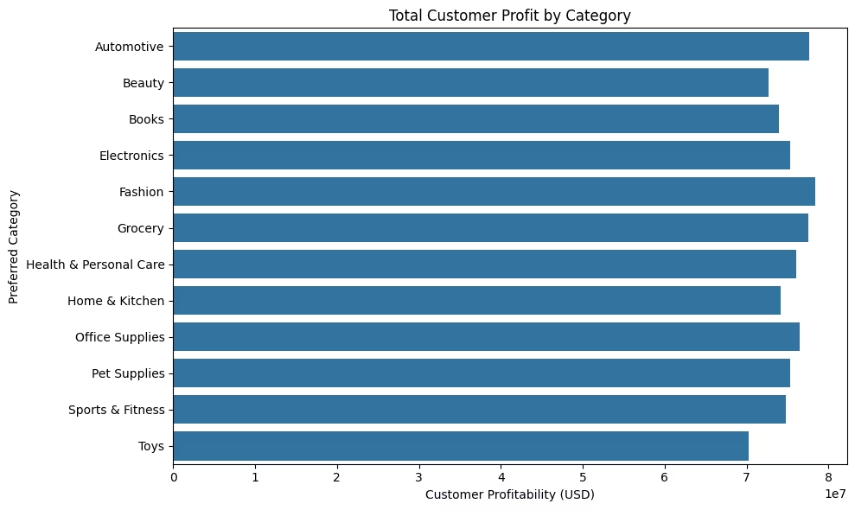 Total Customer Profit by Category
Preferred Category
Automotive
Beauty
Books
Electronics
Fashion
Grocery
Health & Personal Care
Home & Kitchen
Office Supplies
Pet Supplies
Sports & Fitness
Toys
0 1 2 3 4 5 6 7 8
1e7
Customer Profitability (USD)